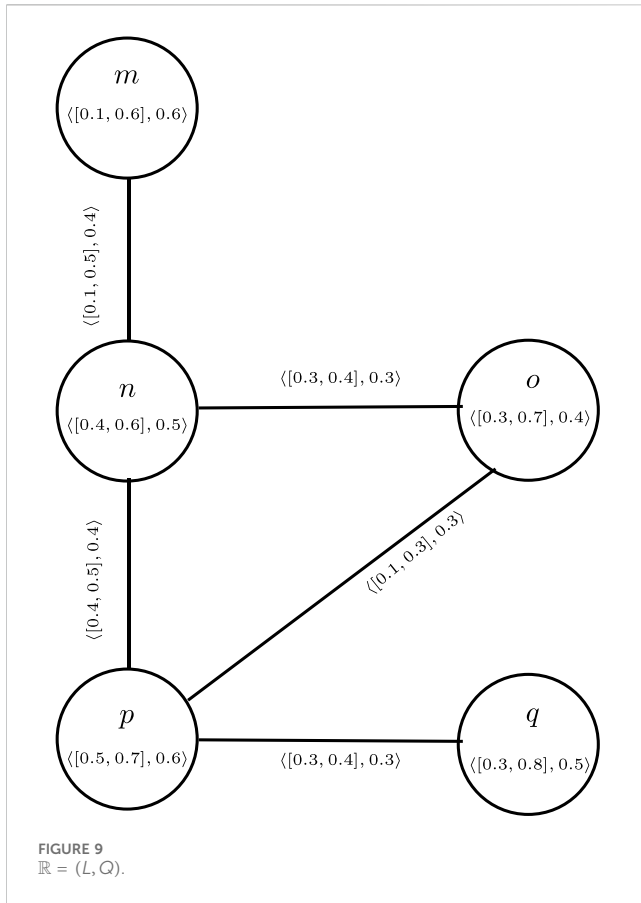 m
⟨[0.1, 0.6], 0.6⟩
⟨[0.1, 0.5], 0.4⟩
n
⟨[0.4, 0.6], 0.5⟩
⟨[0.3, 0.4], 0.3⟩
o
⟨[0.3, 0.7], 0.4⟩
⟨[0.4, 0.5], 0.4⟩
⟨[0.1, 0.3], 0.3⟩
p
⟨[0.5, 0.7], 0.6⟩
⟨[0.3, 0.4], 0.3⟩
q
⟨[0.3, 0.8], 0.5⟩
FIGURE 9
ℝ = (L, Q).